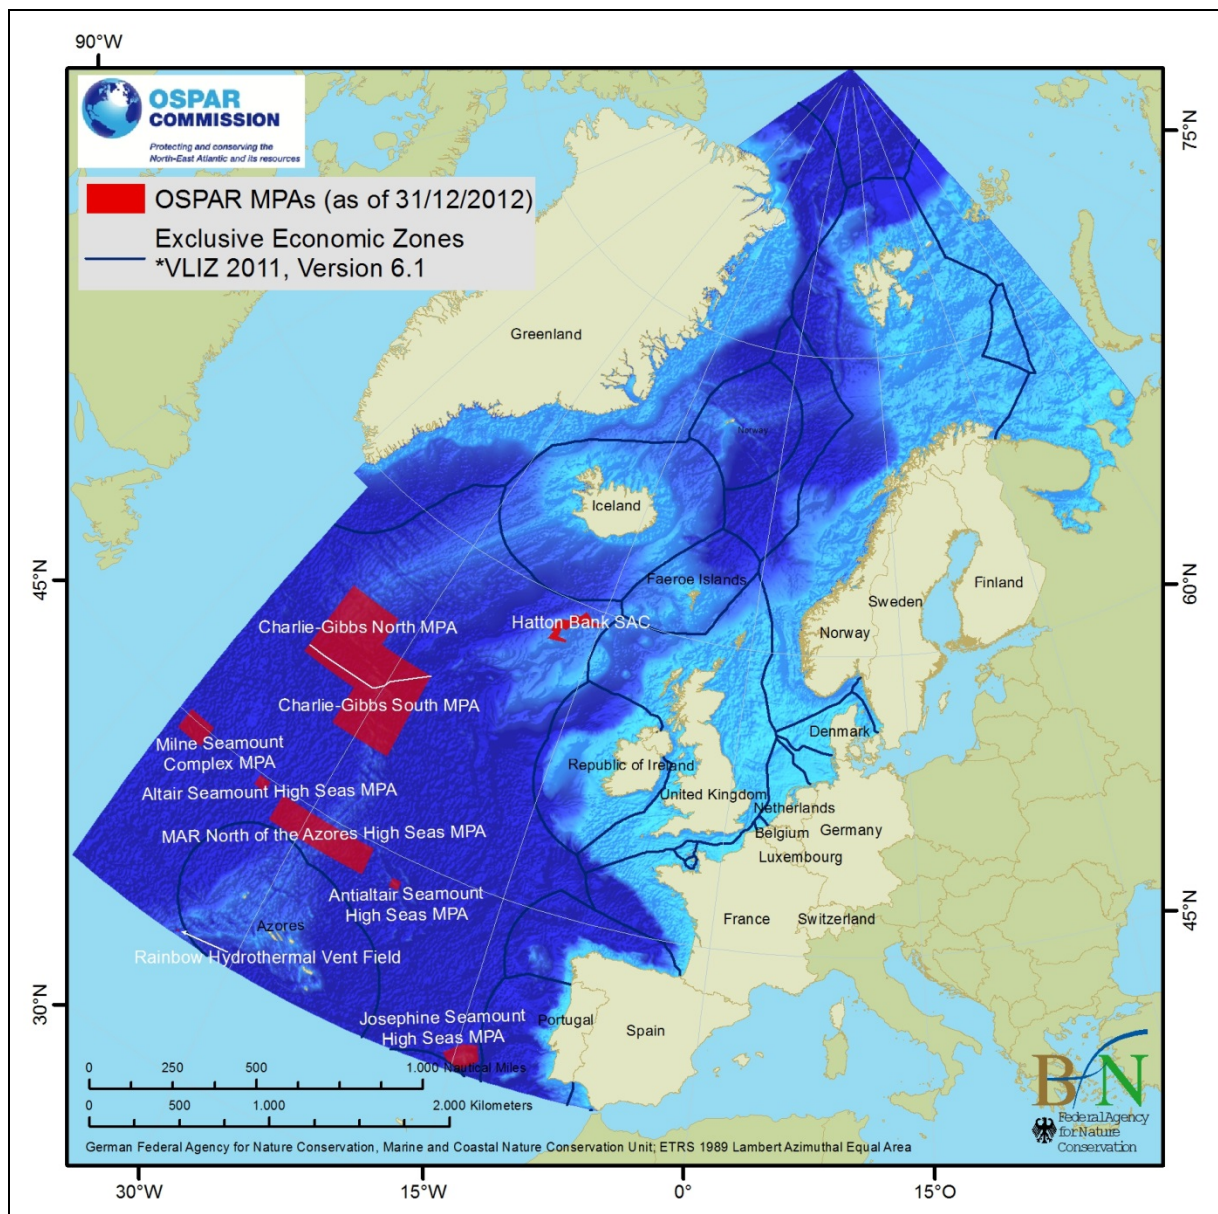 90°W
OSPAR
COMMISSION
Protecting and conserving the
North-East Atlantic and its resources
OSPAR MPAs (as of 31/12/2012)
Exclusive Economic Zones
*VLIZ 2011, Version 6.1
75°N
Greenland
Norway
Iceland
45°N
60°N
Faeroe Islands
Finland
Sweden
Norway
Hatton Bank SAC
Charlie-Gibbs North MPA
Charlie-Gibbs South MPA
Milne Seamount
Complex MPA
Denmark
Republic of Ireland
Altair Seamount High Seas MPA
United Kingdom
Netherlands
MAR North of the Azores High Seas MPA
Belgium
Germany
Luxembourg
Antialtair Seamount
High Seas MPA
France
Switzerland
45°N
Azores
Rainbow Hydrothermal Vent Field
30°N
Josephine Seamount
High Seas MPA
Portugal
Spain
0 250 500 1.000 Nautical Miles
0 500 1.000 2.000 Kilometers
BfN
Federal Agency
for Nature
Conservation
German Federal Agency for Nature Conservation, Marine and Coastal Nature Conservation Unit; ETRS 1989 Lambert Azimuthal Equal Area
30°W
15°W
0°
15°O